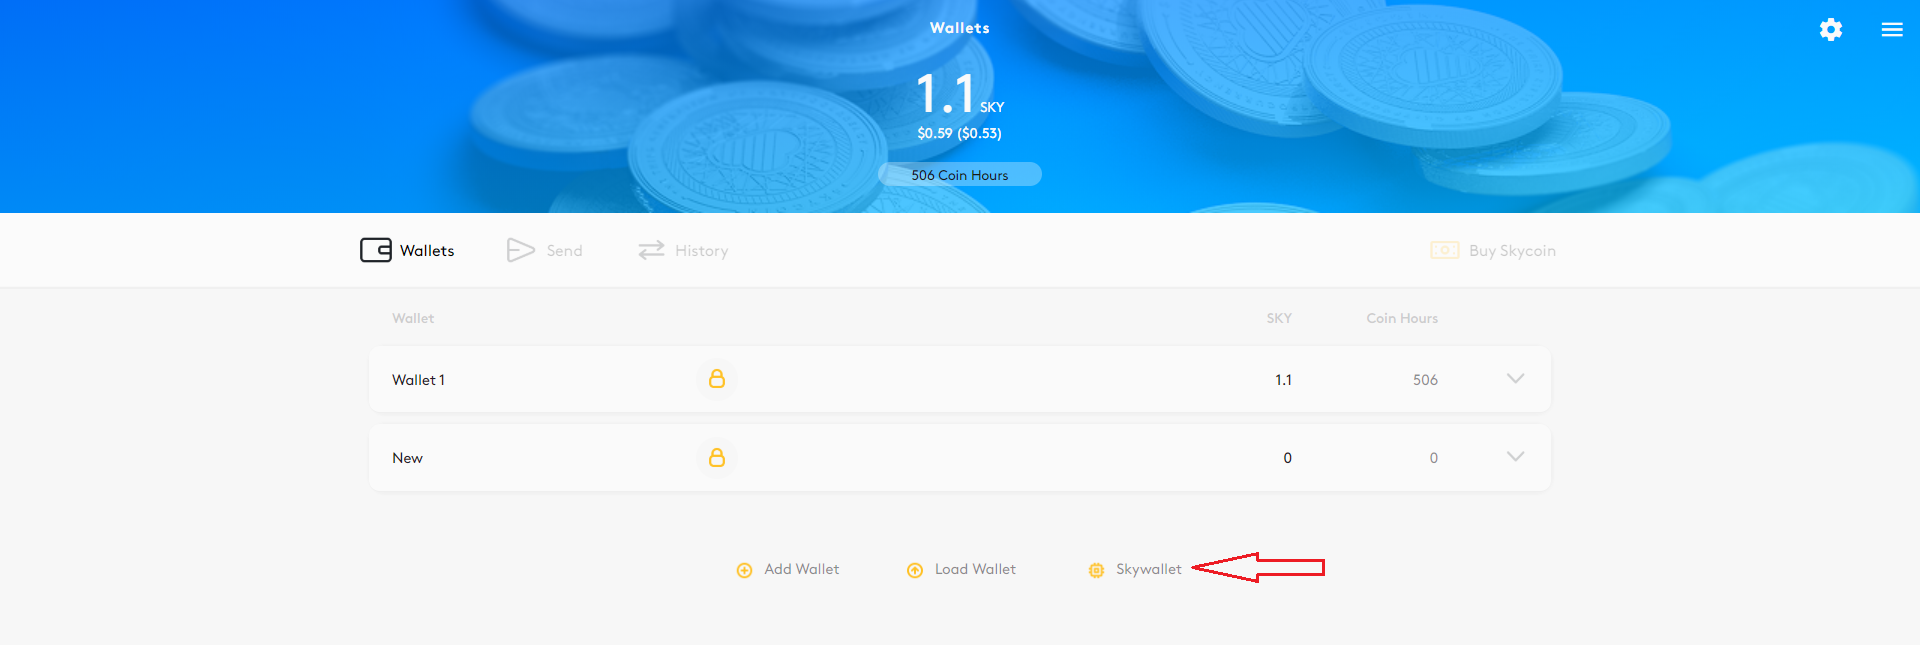 Wallets
1.1 SKY
$0.59 ($0.53)
506 Coin Hours
Wallets Send History Buy Skycoin
Wallet SKY Coin Hours
Wallet 1 1.1 506
New 0 0
Add Wallet Load Wallet Skywallet